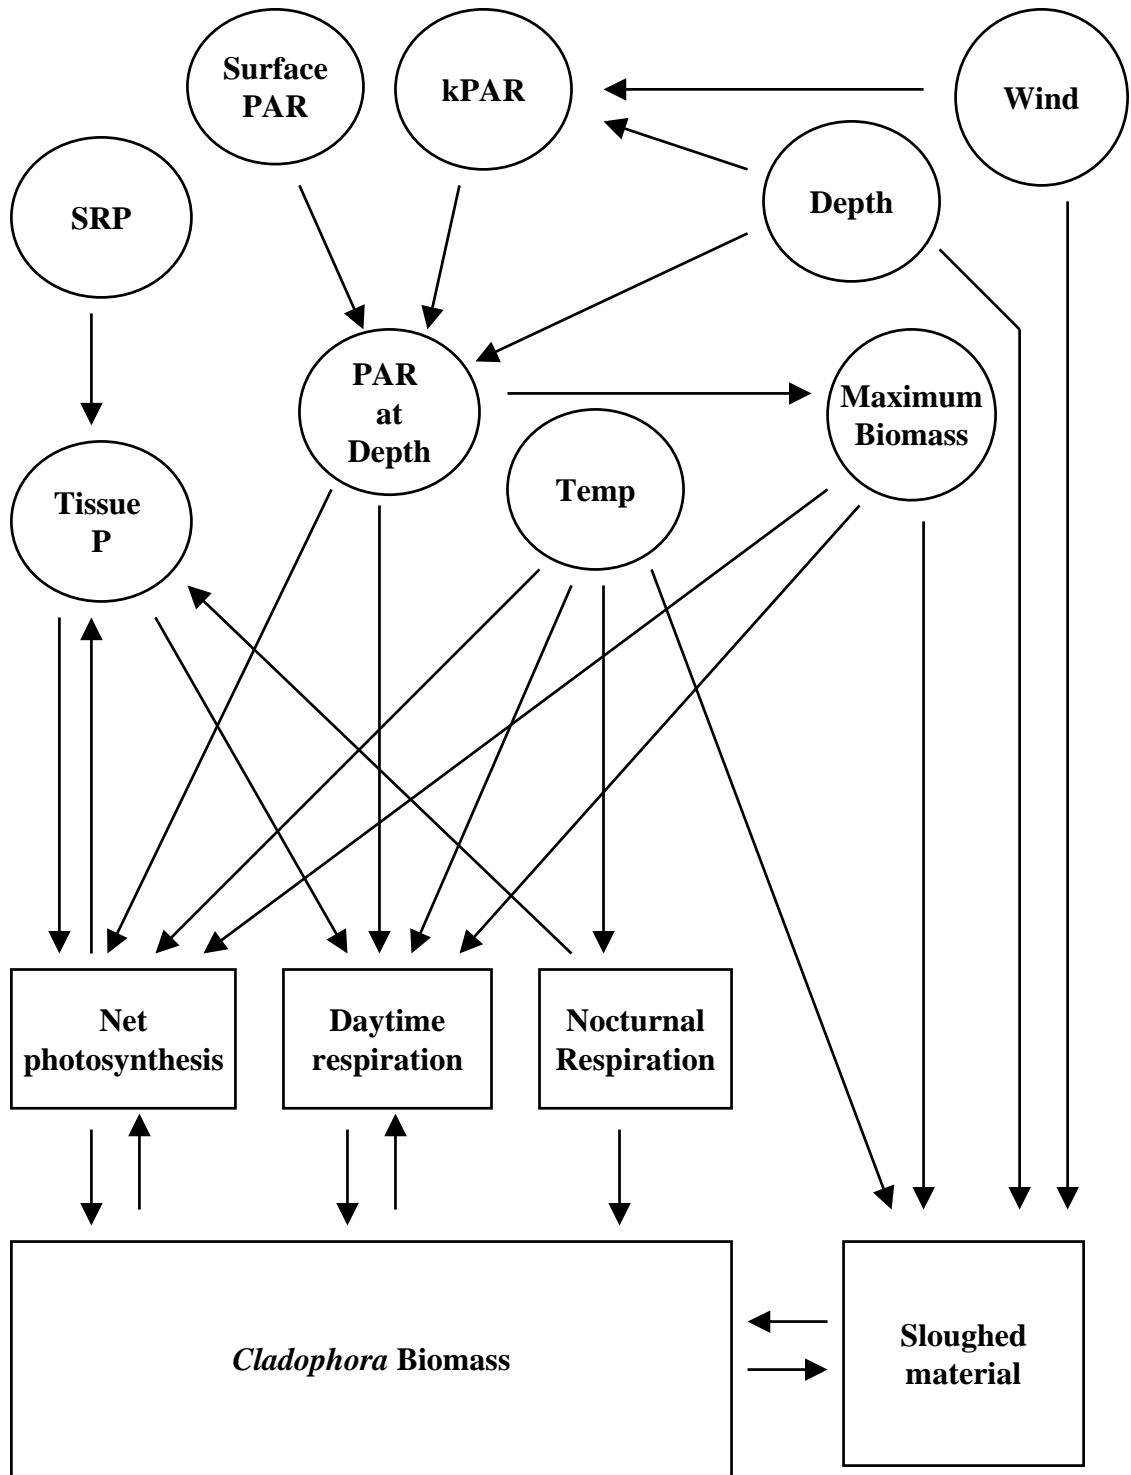 Surface
PAR
kPAR
Wind
SRP
Depth
PAR
at
Depth
Maximum
Biomass
Temp
Tissue
P
Net
photosynthesis
Daytime
respiration
Nocturnal
Respiration
Cladophora Biomass
Sloughed
material